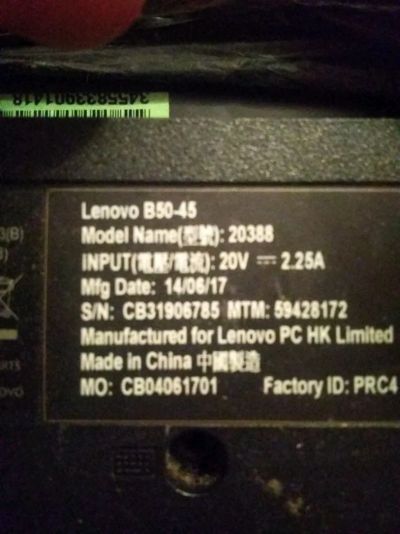 3455833901418
Lenovo B50-45
Model Name(型號): 20388
INPUT(電壓/電流): 20V ⎓ 2.25A
Mfg Date: 14/06/17
S/N: CB31906785 MTM: 59428172
Manufactured for Lenovo PC HK Limited
Made in China 中國製造
MO: CB04061701 Factory ID: PRC4